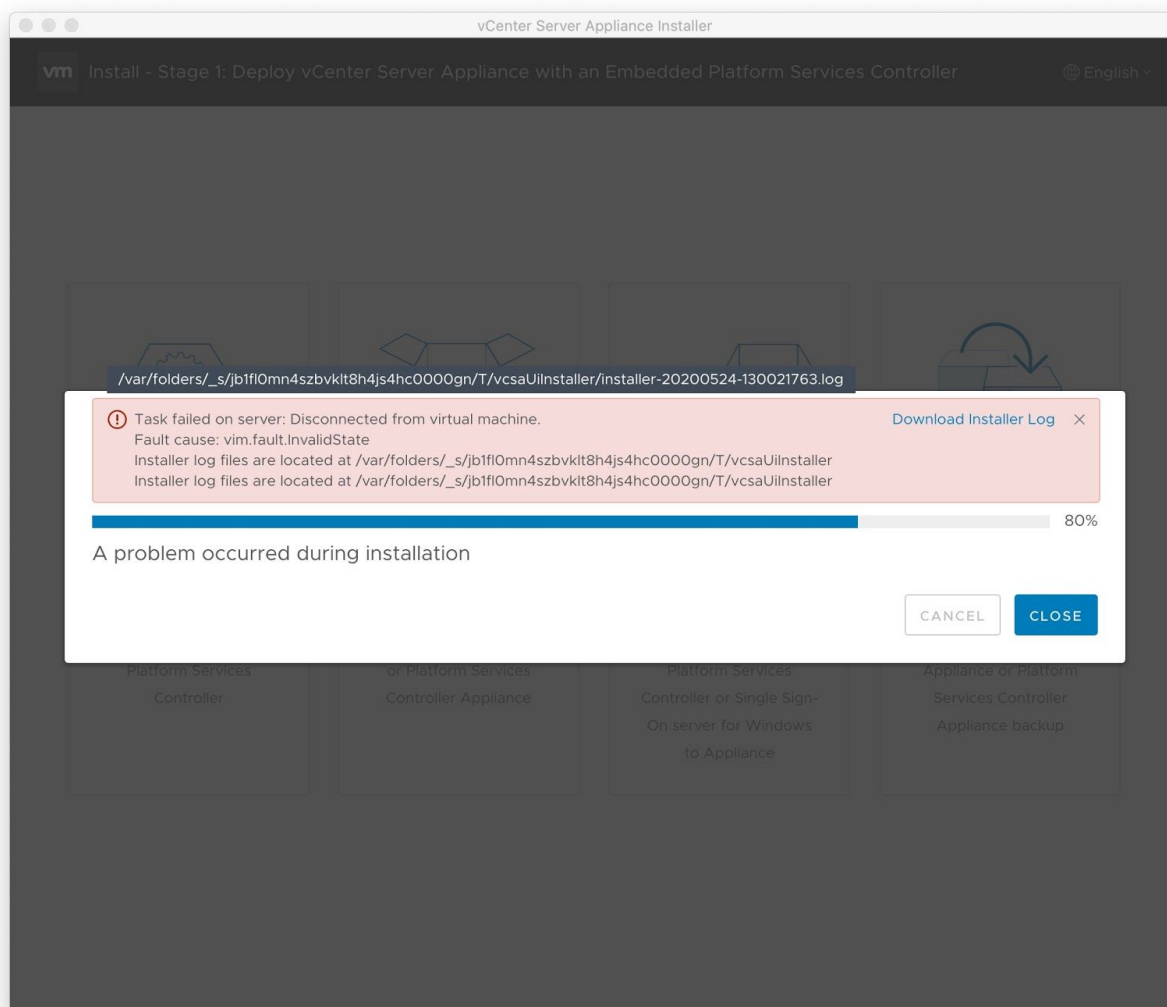 vCenter Server Appliance Installer
vm Install - Stage 1: Deploy vCenter Server Appliance with an Embedded Platform Services Controller
English
/var/folders/_s/jb1fl0mn4szbvklt8h4js4hc0000gn/T/vcsaUiInstaller/installer-20200524-130021763.log
Task failed on server: Disconnected from virtual machine.
Download Installer Log
Fault cause: vim.fault.InvalidState
Installer log files are located at /var/folders/_s/jb1fl0mn4szbvklt8h4js4hc0000gn/T/vcsaUiInstaller
Installer log files are located at /var/folders/_s/jb1fl0mn4szbvklt8h4js4hc0000gn/T/vcsaUiInstaller
80%
A problem occurred during installation
CANCEL
CLOSE
Platform Services
Controller
or Platform Services
Controller Appliance
Platform Services
Controller or Single Sign-
On server for Windows
to Appliance
Appliance or Platform
Services Controller
Appliance backup